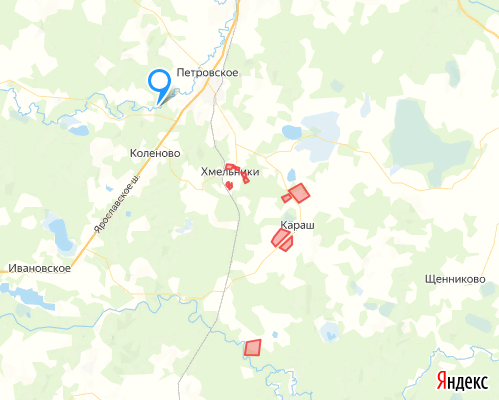 Петровское
Коленово
Хмельники
Ярославское ш.
Караш
Ивановское
Щенниково
Яндекс